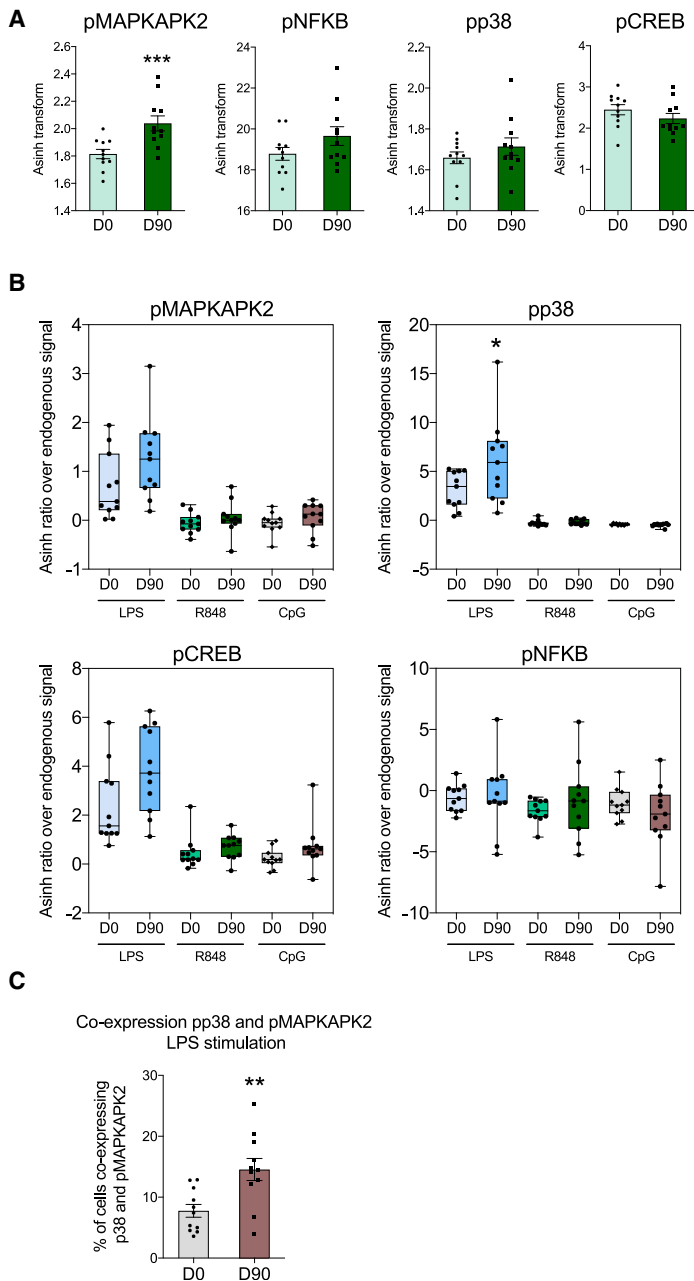 A
pMAPKAPK2
pNFKB
pp38
pCREB
***
Asinh transform
2.6
2.4
2.2
2.0
1.8
1.6
1.4
D0
D90
Asinh transform
24
22
20
18
16
D0
D90
Asinh transform
2.2
2.0
1.8
1.6
1.4
D0
D90
Asinh transform
4
3
2
1
0
D0
D90
B
pMAPKAPK2
Asinh ratio over endogenous signal
4
3
2
1
0
-1
D0 D90 D0 D90 D0 D90
LPS R848 CpG
pp38
Asinh ratio over endogenous signal
20
15
10
5
0
-5
*
D0 D90 D0 D90 D0 D90
LPS R848 CpG
pCREB
Asinh ratio over endogenous signal
8
6
4
2
0
-2
D0 D90 D0 D90 D0 D90
LPS R848 CpG
pNFKB
Asinh ratio over endogenous signal
10
5
0
-5
-10
D0 D90 D0 D90 D0 D90
LPS R848 CpG
C
Co-expression pp38 and pMAPKAPK2
LPS stimulation
% of cells co-expressing
p38 and pMAPKAPK2
30
20
10
0
**
D0
D90